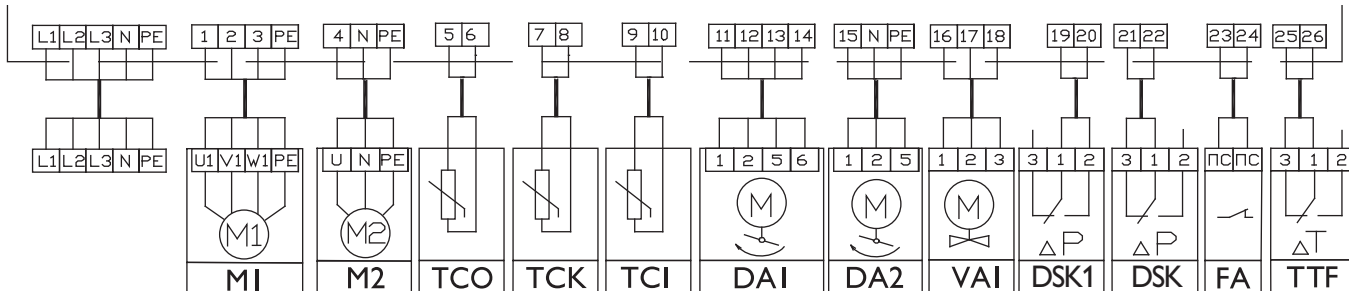 L1 L2 L3 N PE 1 2 3 PE 4 N PE 5 6 7 8 9 10 11 12 13 14 15 N PE 16 17 18 19 20 21 22 23 24 25 26
L1 L2 L3 N PE U1 V1 W1 PE U N PE 1 2 5 6 1 2 5 1 2 3 3 1 2 3 1 2 ПС ПС 3 1 2
M1 M2 M M M
ΔP ΔP ΔT
M1 M2 TCO TCK TCI DA1 DA2 VA1 DSK1 DSK FA TTF